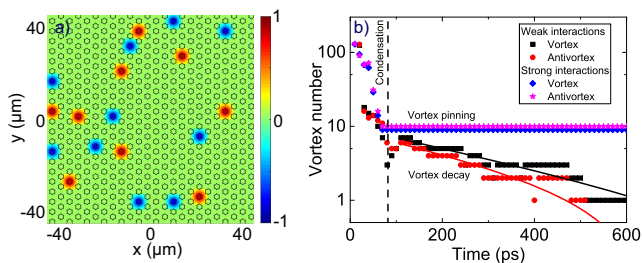 a)
40
0
-40
-40
0
40
x (μm)
y (μm)
1
0
-1
b)
Condensation
Weak interactions
Vortex
Antivortex
Strong interactions
Vortex
Antivortex
Vortex pinning
Vortex decay
100
10
1
0
200
400
600
Time (ps)
Vortex number